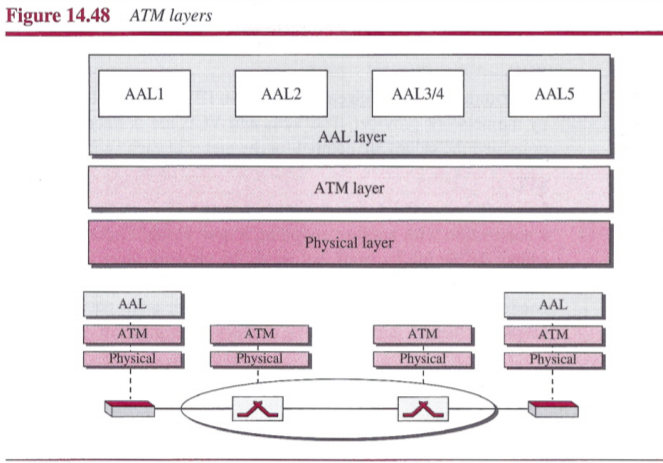 Figure 14.48 ATM layers
AAL1 AAL2 AAL3/4 AAL5
AAL layer
ATM layer
Physical layer
AAL AAL
ATM ATM ATM ATM
Physical Physical Physical Physical